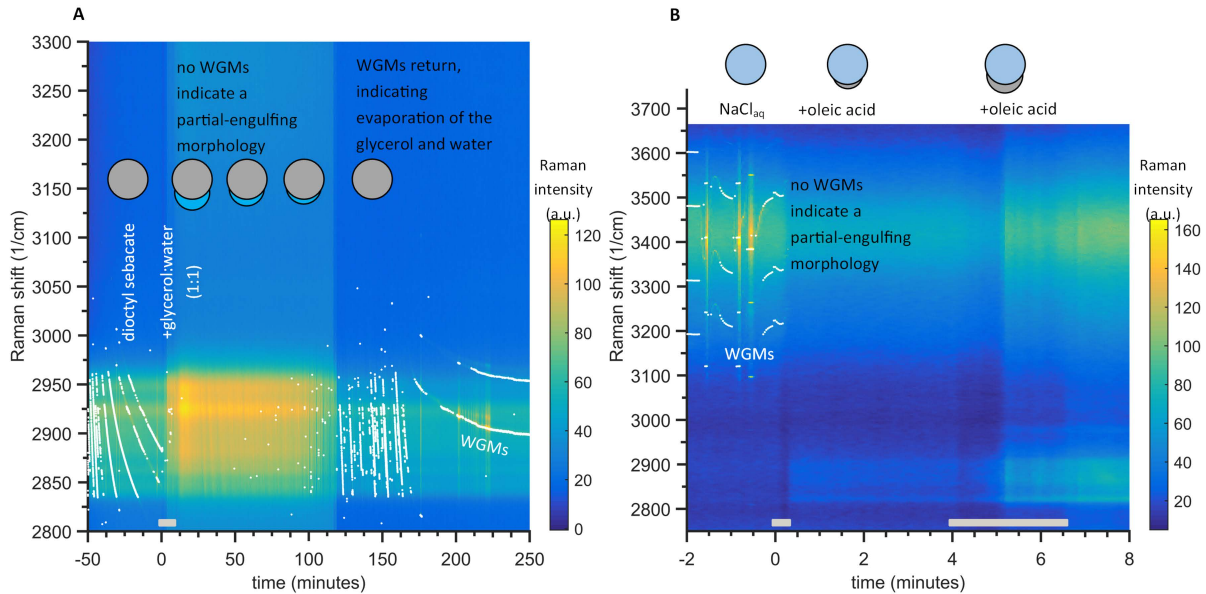 A
3300
3250
3200
3150
3100
3050
3000
2950
2900
2850
2800
Raman shift (1/cm)
no WGMs
indicate a
partial-engulfing
morphology
WGMs return,
indicating
evaporation of the
glycerol and water
dioctyl sebacate
+glycerol:water
(1:1)
WGMs
-50
0
50
100
150
200
250
time (minutes)
Raman
intensity
(a.u.)
120
100
80
60
40
20
0
B
NaClaq
+oleic acid
+oleic acid
3700
3600
3500
3400
3300
3200
3100
3000
2900
2800
Raman shift (1/cm)
no WGMs
indicate a
partial-engulfing
morphology
WGMs
-2
0
2
4
6
8
time (minutes)
Raman
intensity
(a.u.)
160
140
120
100
80
60
40
20